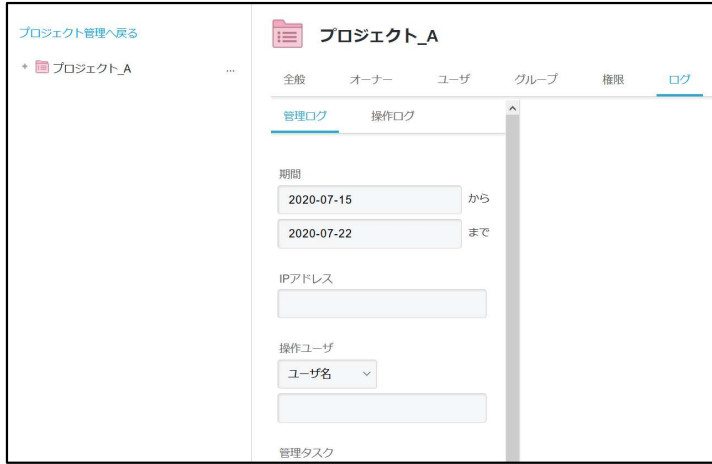 プロジェクト管理へ戻る
プロジェクト_A ...
プロジェクト_A
全般 オーナー ユーザ グループ 権限 ログ
管理ログ 操作ログ
期間
2020-07-15 から
2020-07-22 まで
IPアドレス
操作ユーザ
ユーザ名
管理タスク